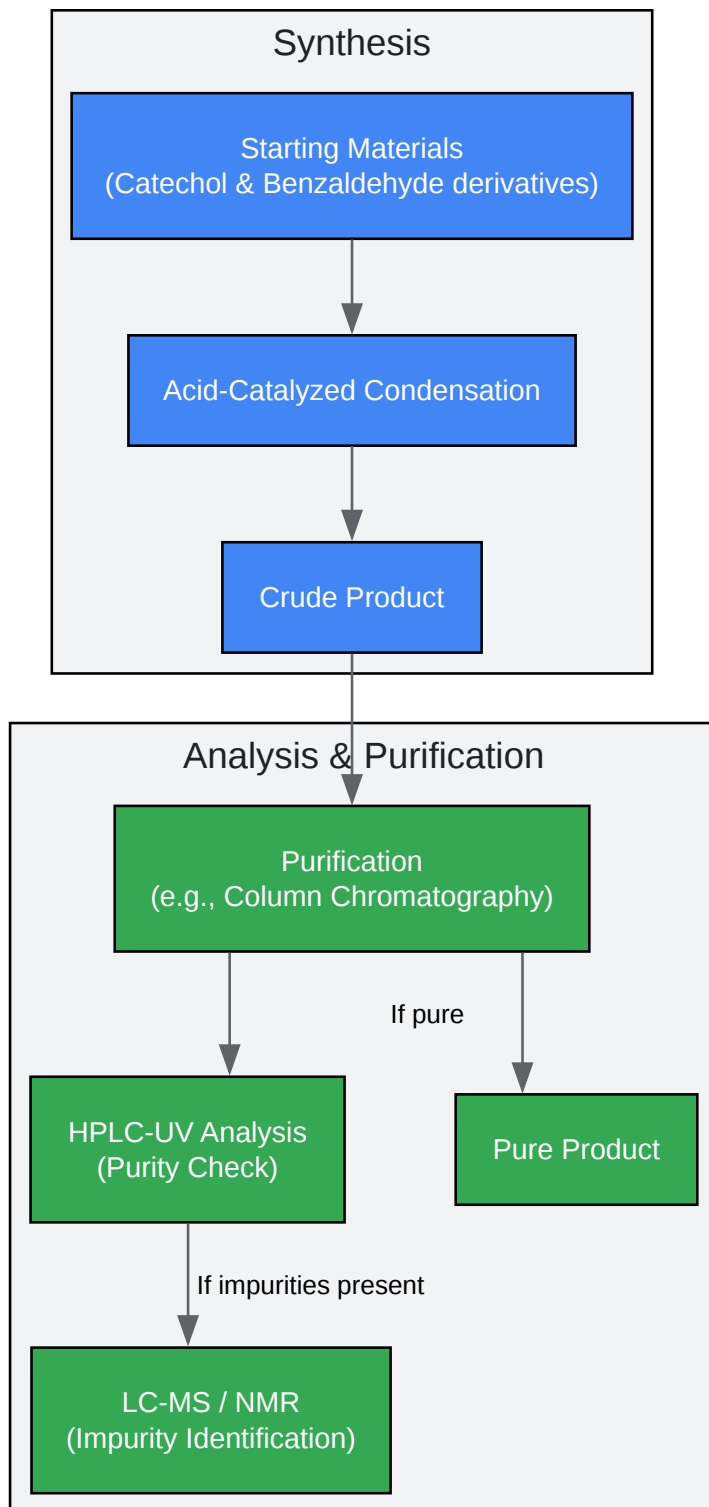 Synthesis
Starting Materials
(Catechol & Benzaldehyde derivatives)
Acid-Catalyzed Condensation
Crude Product
Analysis & Purification
Purification
(e.g., Column Chromatography)
If pure
HPLC-UV Analysis
(Purity Check)
Pure Product
If impurities present
LC-MS / NMR
(Impurity Identification)